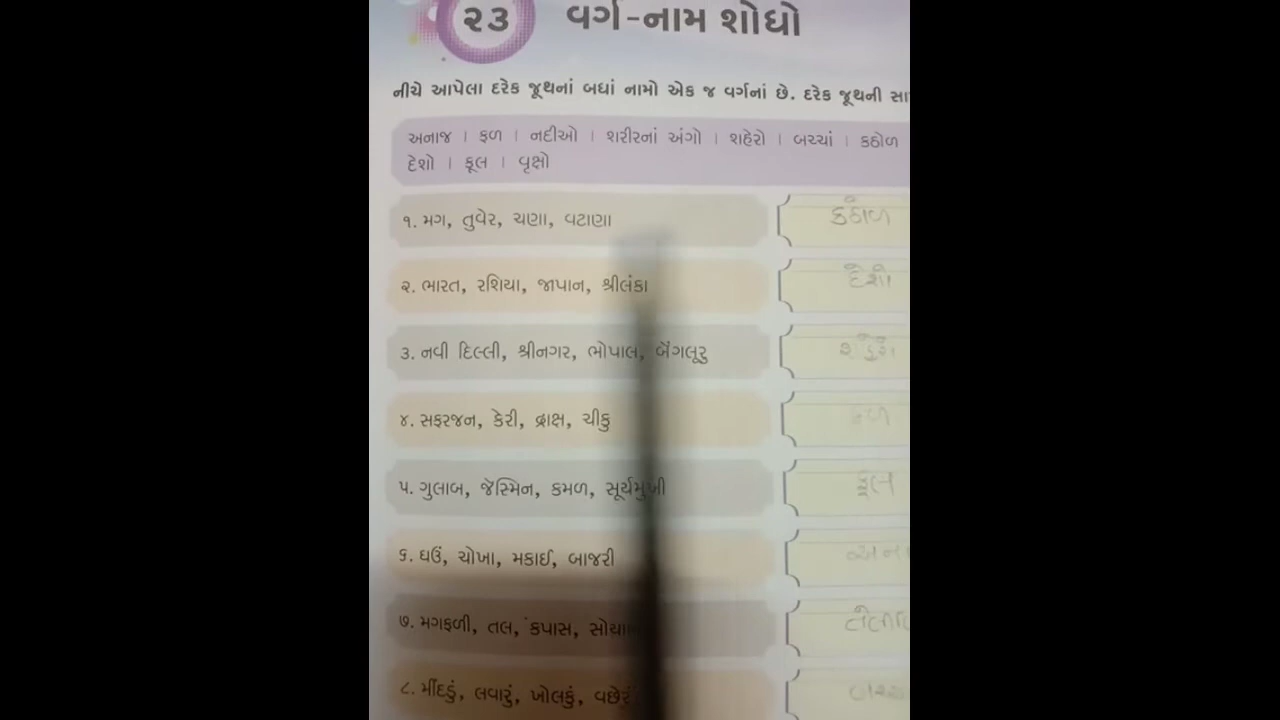 ૨૩ વર્ગ-નામ શોધો
નીચે આપેલા દરેક જૂથનાં બધાં નામો એક જ વર્ગનાં છે. દરેક જૂથની સા
અનાજ । ફળ । નદીઓ । શરીરનાં અંગો । શહેરો । બચ્ચાં । કઠોળ
દેશો । ફૂલ । વૃક્ષો
૧. મગ, તુવેર, ચણા, વટાણા કઠોળ
૨. ભારત, રશિયા, જાપાન, શ્રીલંકા દેશો
૩. નવી દિલ્લી, શ્રીનગર, ભોપાલ, બેંગલૂરુ
૪. સફરજન, કેરી, દ્રાક્ષ, ચીકુ ફળ
૫. ગુલાબ, જેસ્મિન, કમળ, સૂર્યમુખી ફૂલ
૬. ઘઉં, ચોખા, મકાઈ, બાજરી અના
૭. મગફળી, તલ, કપાસ, સોયા તેલી
૮. મીંદડું, લવારું, ખોલકું, વછેરું